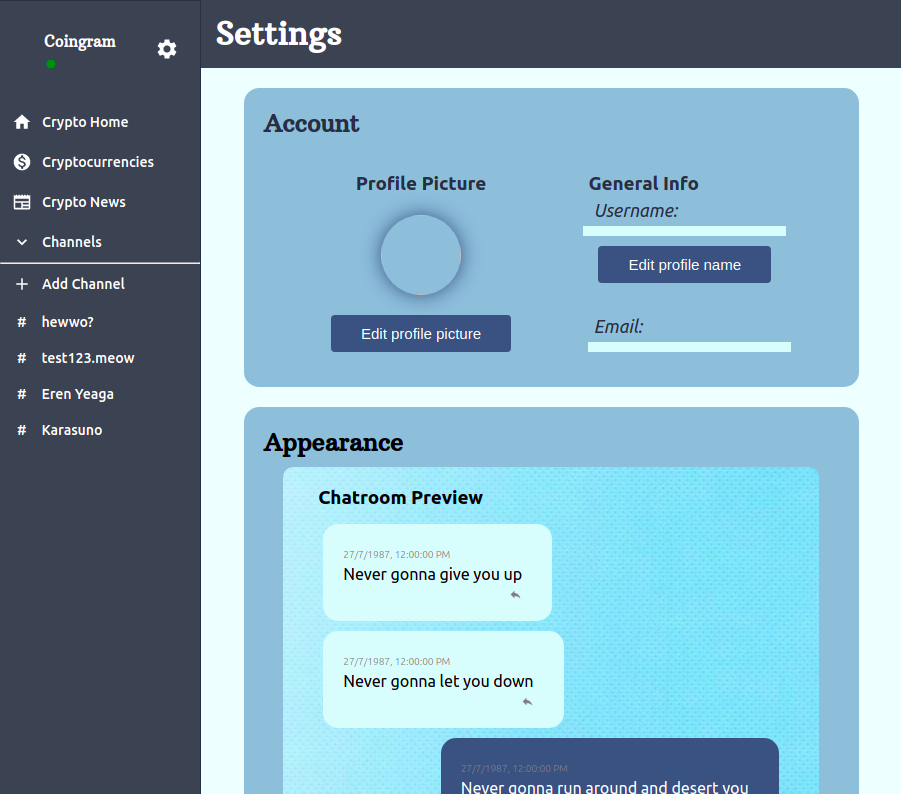 Coingram
Settings
Crypto Home
Cryptocurrencies
Crypto News
Channels
Add Channel
# hewwo?
# test123.meow
# Eren Yeaga
# Karasuno
Account
Profile Picture
Edit profile picture
General Info
Username:
Edit profile name
Email:
Appearance
Chatroom Preview
27/7/1987, 12:00:00 PM
Never gonna give you up
27/7/1987, 12:00:00 PM
Never gonna let you down
27/7/1987, 12:00:00 PM
Never gonna run around and desert you